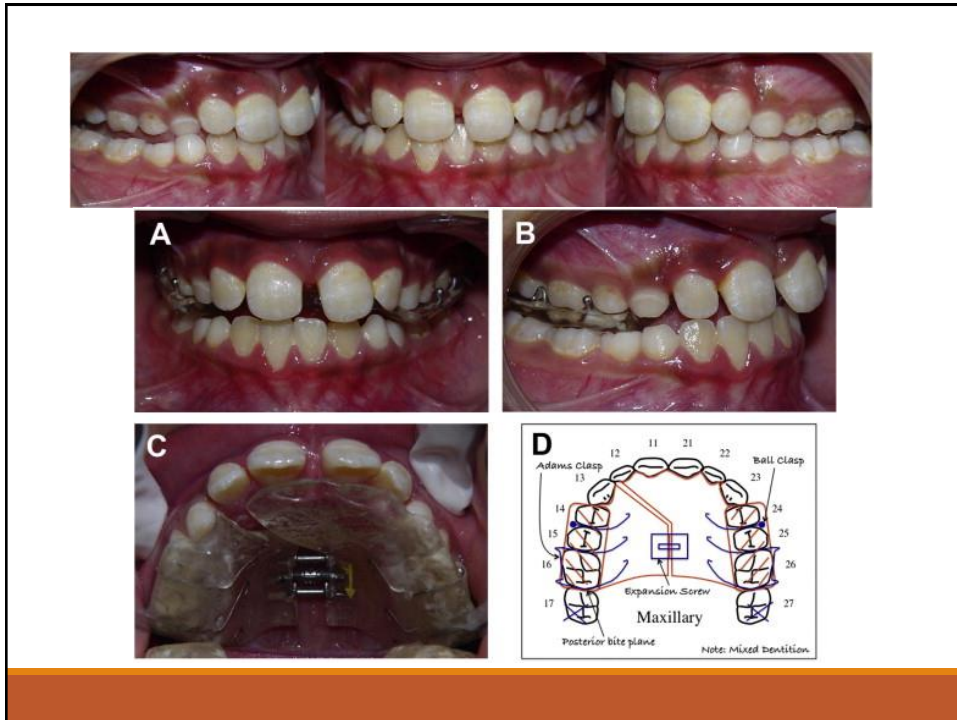 A
B
C
D
11 21
12 22
Adams Clasp Ball Clasp
13 23
14 24
15 25
16 26
Expansion Screw
17 27
Maxillary
Posterior bite plane
Note: Mixed Dentition